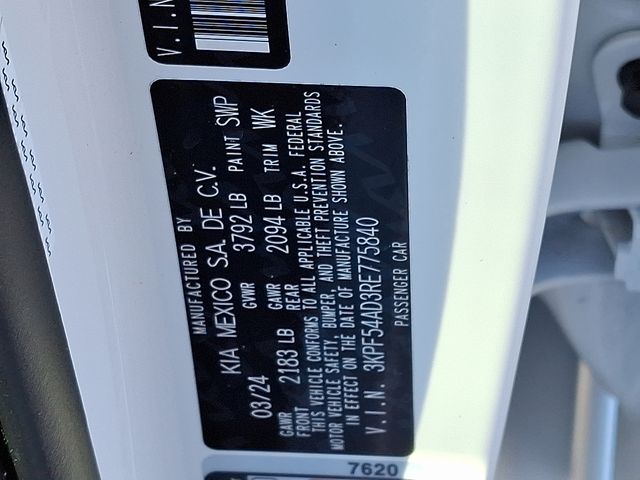 V.I.N
MANUFACTURED BY
KIA MEXICO S.A. DE C.V.
03/24 GVWR 3792 LB PAINT SWP
GAWR FRONT 2183 LB GAWR REAR 2094 LB TRIM WK
THIS VEHICLE CONFORMS TO ALL APPLICABLE U.S.A. FEDERAL
MOTOR VEHICLE SAFETY, BUMPER, AND THEFT PREVENTION STANDARDS
IN EFFECT ON THE DATE OF MANUFACTURE SHOWN ABOVE.
V.I.N. 3KPF54AD3RE775840
PASSENGER CAR
7620